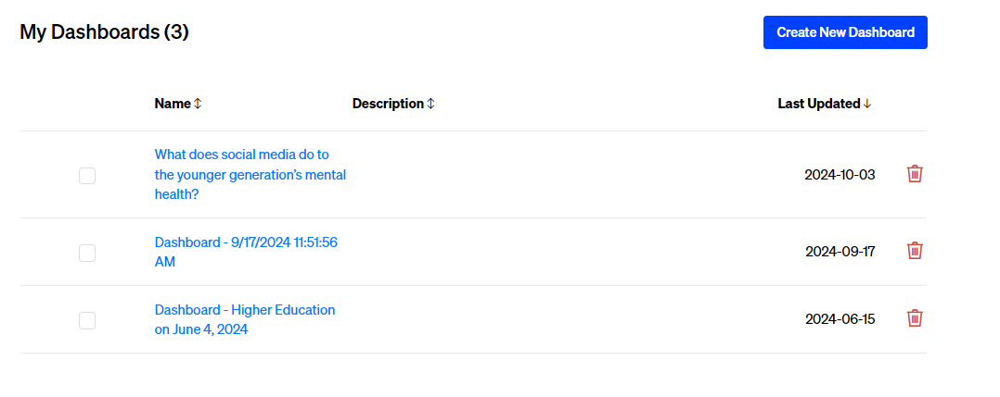 My Dashboards (3)
Create New Dashboard
Name Description Last Updated
What does social media do to
the younger generation’s mental
health?
2024-10-03
Dashboard - 9/17/2024 11:51:56
AM
2024-09-17
Dashboard - Higher Education
on June 4, 2024
2024-06-15